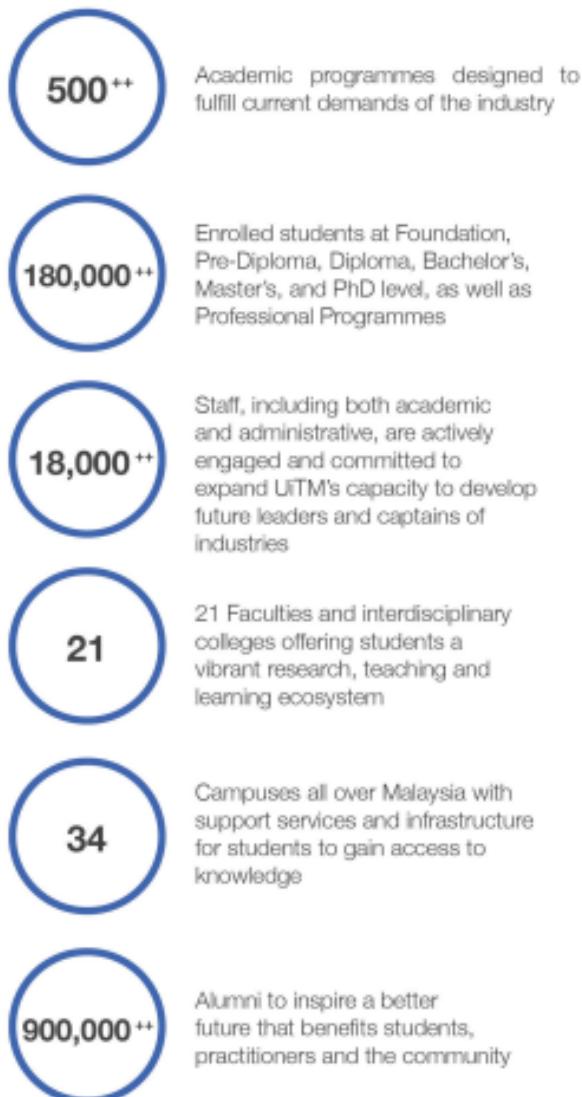 500++
Academic programmes designed to
fulfill current demands of the industry
180,000++
Enrolled students at Foundation,
Pre-Diploma, Diploma, Bachelor's,
Master's, and PhD level, as well as
Professional Programmes
18,000++
Staff, including both academic
and administrative, are actively
engaged and committed to
expand UiTM's capacity to develop
future leaders and captains of
industries
21
21 Faculties and interdisciplinary
colleges offering students a
vibrant research, teaching and
learning ecosystem
34
Campuses all over Malaysia with
support services and infrastructure
for students to gain access to
knowledge
900,000++
Alumni to inspire a better
future that benefits students,
practitioners and the community